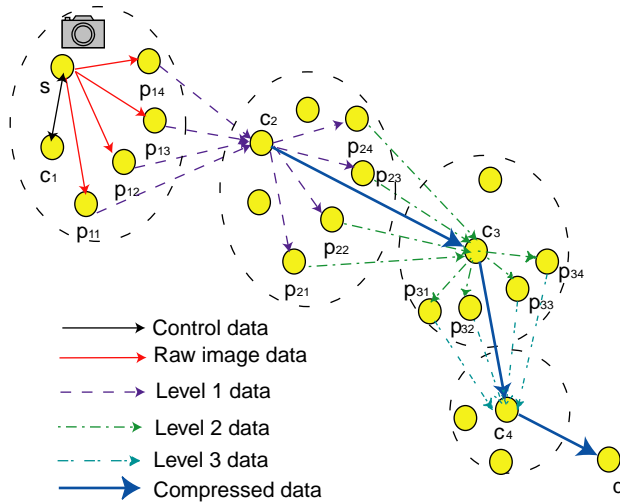 s
p14
c2
p24
p13
c1
p12
p23
p11
c3
p22
p34
p21
p31
p33
p32
Control data
Raw image data
Level 1 data
Level 2 data
c4
Level 3 data
Compressed data